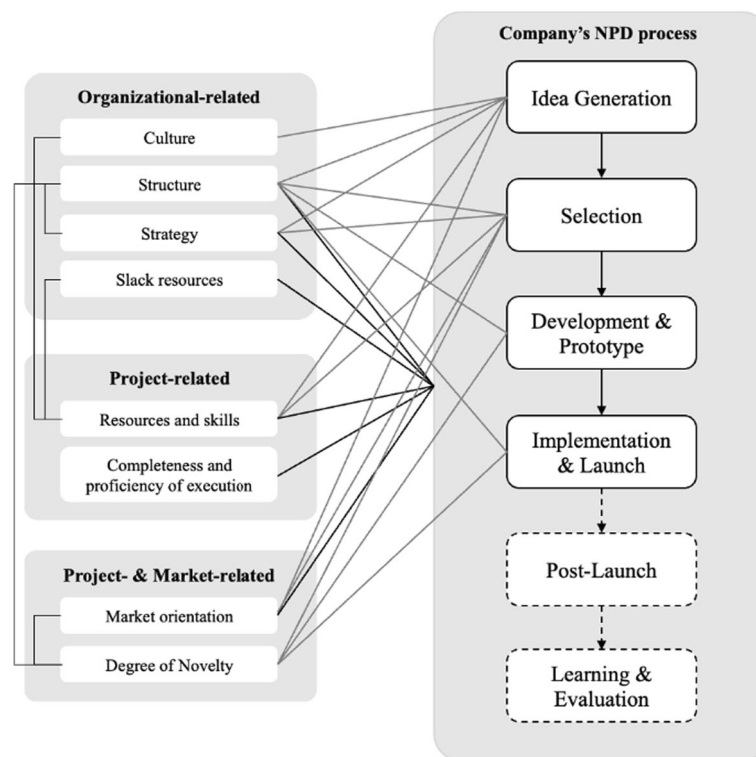 Organizational-related
Culture
Structure
Strategy
Slack resources
Project-related
Resources and skills
Completeness and
proficiency of execution
Project- & Market-related
Market orientation
Degree of Novelty
Company’s NPD process
Idea Generation
Selection
Development &
Prototype
Implementation
& Launch
Post-Launch
Learning &
Evaluation